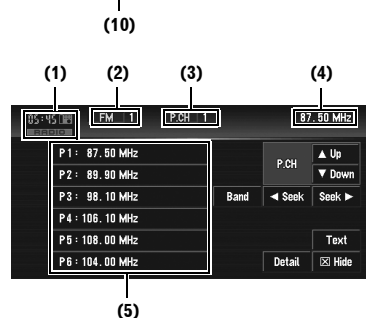 (10)
(1) (2) (3) (4)
05:45 FM 1 P.CH 1 87.50 MHz
RADIO
P1: 87.50 MHz
P2: 89.90 MHz
P3: 98.10 MHz
P4: 106.10 MHz
P5: 108.00 MHz
P6: 104.00 MHz
P.CH ▲ Up
▼ Down
Band ◄ Seek Seek ►
Text
Detail ☒ Hide
(5)